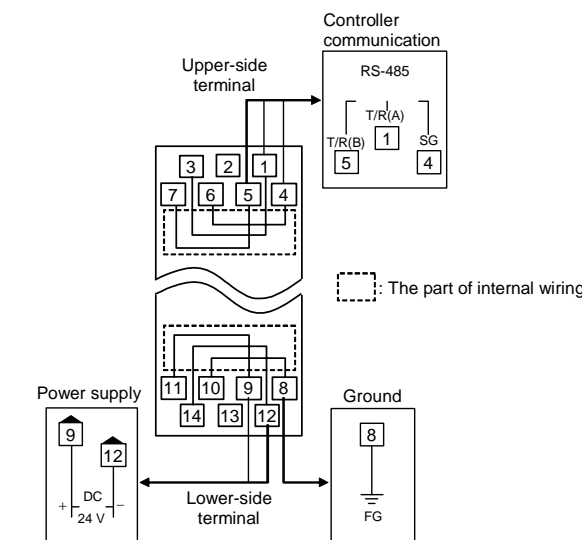 Controller
communication
Upper-side
terminal
RS-485
T/R(A)
T/R(B) 1 SG
5 4
3 2 1
7 6 5 4
: The part of internal wiring
11 10 9 8
14 13 12
Power supply
9
12
DC
+ 24 V −
Lower-side
terminal
Ground
8
FG